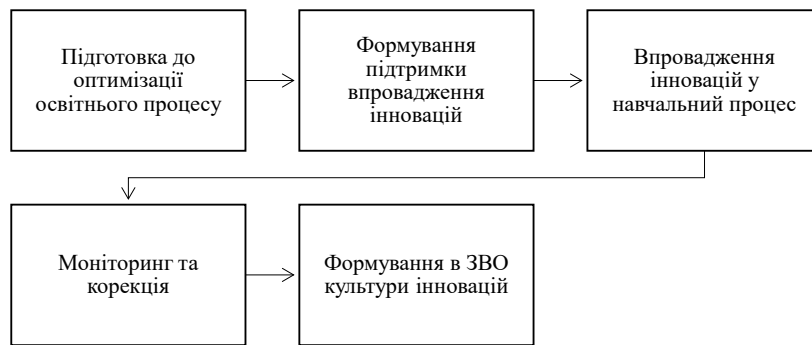 Підготовка до
оптимізації
освітнього процесу
Формування
підтримки
впровадження
інновацій
Впровадження
інновацій у
навчальний процес
Моніторинг та
корекція
Формування в ЗВО
культури інновацій